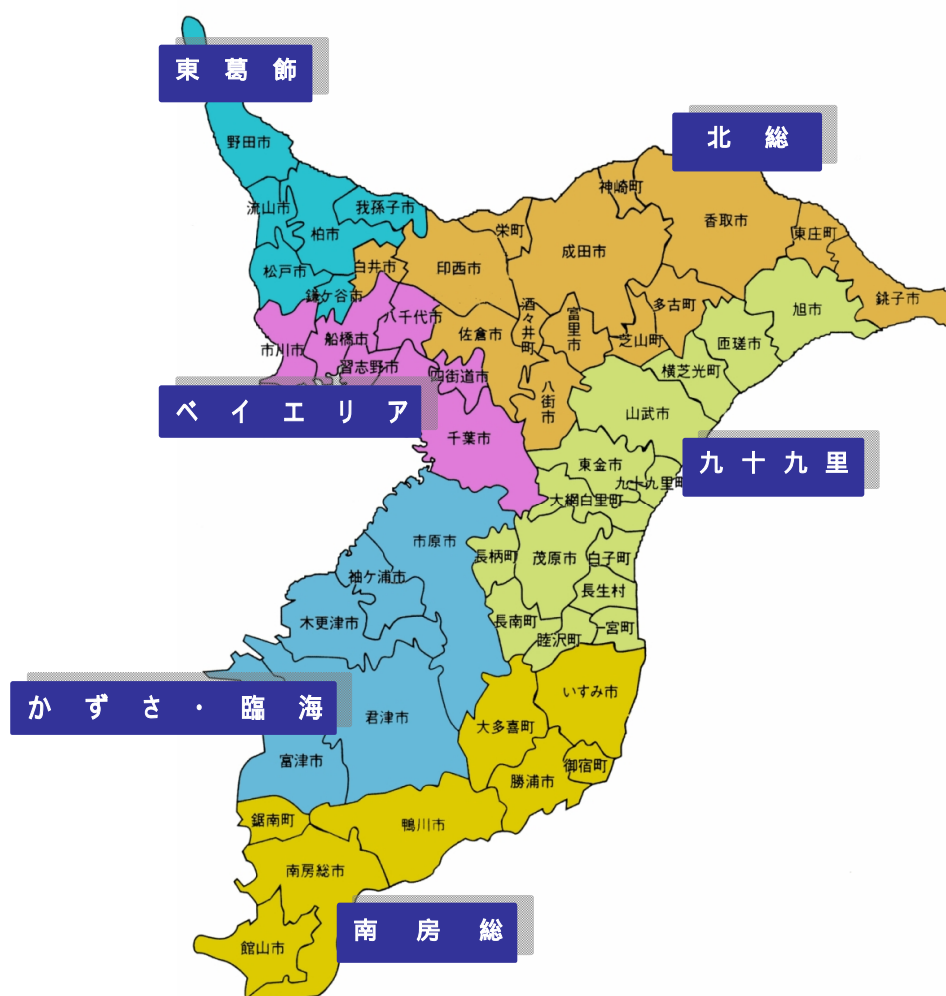 東葛飾
北総
野田市
神崎町
流山市
我孫子市
香取市
柏市
栄町
東庄町
成田市
松戸市
白井市
印西市
鎌ケ谷市
多古町
銚子市
旭市
八千代市
酒々井町
富里市
佐倉市
船橋市
芝山町
匝瑳市
市川市
習志野市
四街道市
横芝光町
八街市
ベイエリア
山武市
千葉市
九十九里
東金市
九十九里町
大網白里町
市原市
長柄町
茂原市
白子町
袖ケ浦市
長生村
木更津市
長南町
一宮町
睦沢町
いすみ市
かずさ・臨海
君津市
大多喜町
富津市
勝浦市
御宿町
鋸南町
鴨川市
南房総市
南房総
館山市